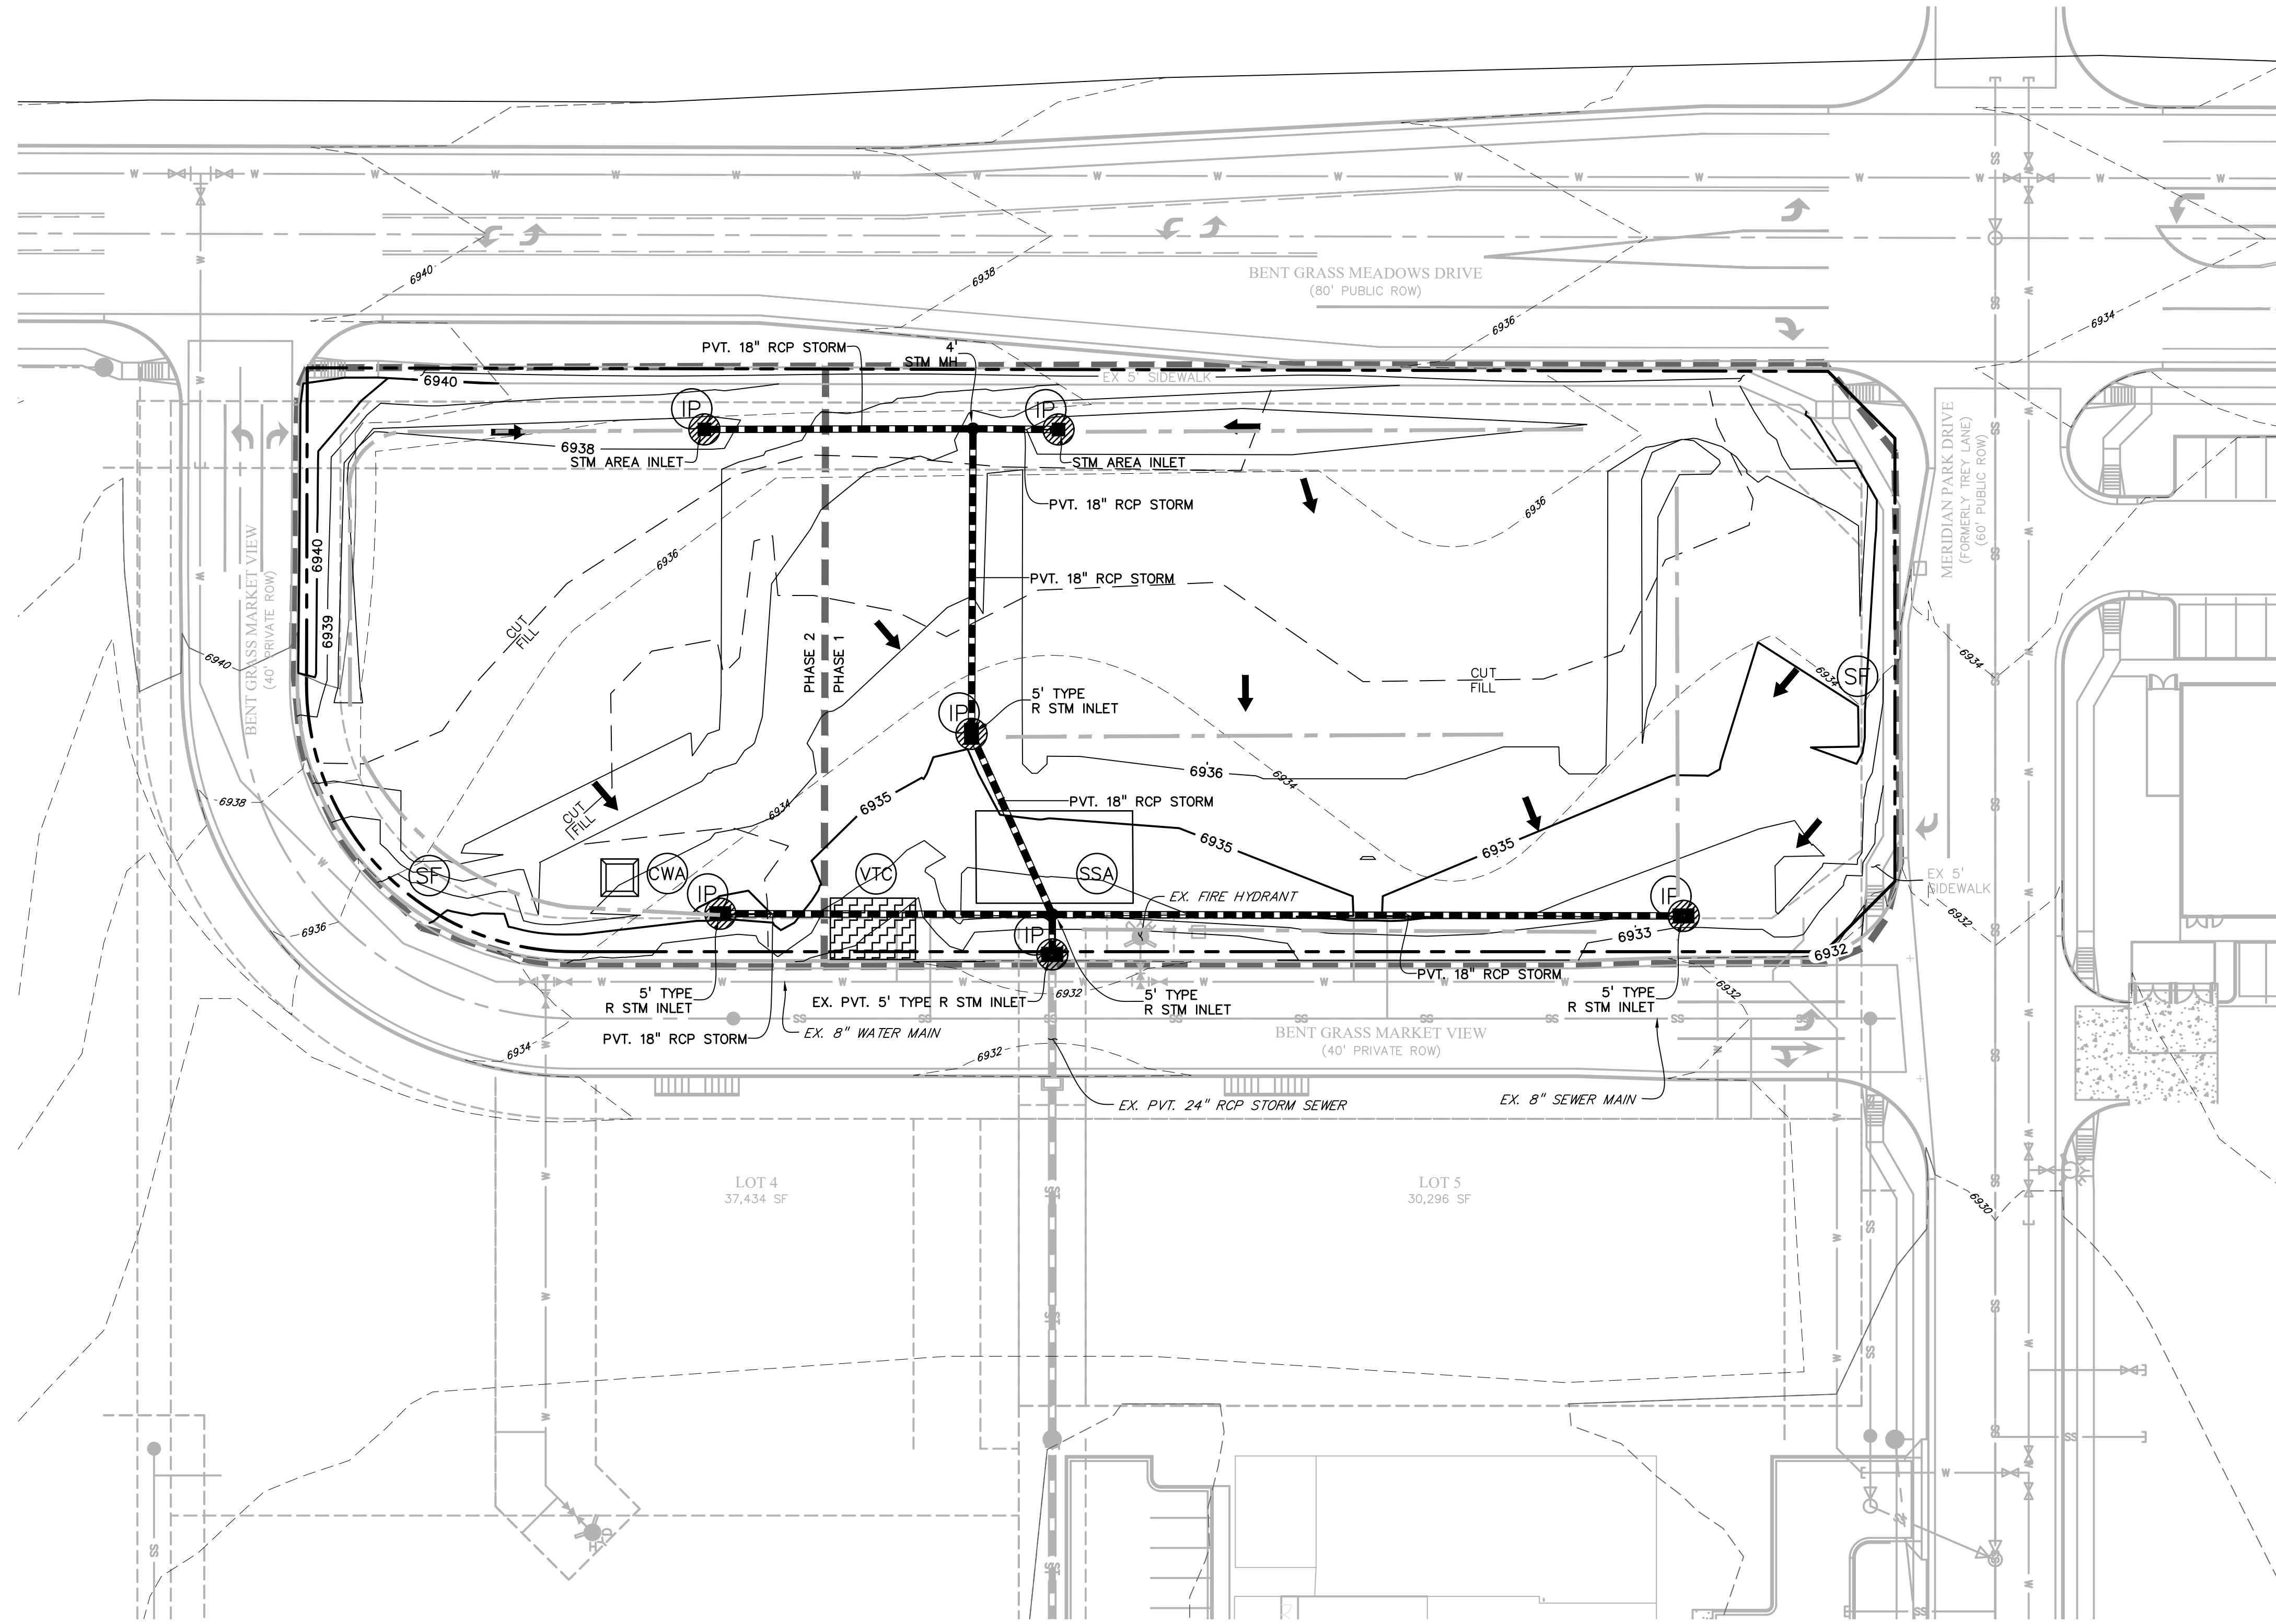 BENT GRASS MEADOWS DRIVE
(80' PUBLIC ROW)
6940
6938
6936
6934
PVT. 18" RCP STORM
4'
STM MH
EX 5' SIDEWALK
6940
IP
IP
6938
STM AREA INLET
STM AREA INLET
PVT. 18" RCP STORM
6936
6936
MERIDIAN PARK DRIVE
(FORMERLY TREY LANE)
(60' PUBLIC ROW)
BENT GRASS MARKET VIEW
(40' PRIVATE ROW)
6940
6939
6940
PVT. 18" RCP STORM
CUT
FILL
PHASE 2
PHASE 1
CUT
FILL
6934
SF
6934
IP
5' TYPE
R STM INLET
6936
6934
6938
6934
6935
PVT. 18" RCP STORM
CUT
FILL
6935
6935
SF
CWA
VTC
SSA
IP
IP
EX. FIRE HYDRANT
EX 5'
SIDEWALK
6932
6936
IP
6933
6932
PVT. 18" RCP STORM
5' TYPE
R STM INLET
EX. PVT. 5' TYPE R STM INLET
6932
5' TYPE
R STM INLET
5' TYPE
R STM INLET
6932
PVT. 18" RCP STORM
EX. 8" WATER MAIN
BENT GRASS MARKET VIEW
(40' PRIVATE ROW)
6934
6932
EX. PVT. 24" RCP STORM SEWER
EX. 8" SEWER MAIN
LOT 4
37,434 SF
LOT 5
30,296 SF
6930